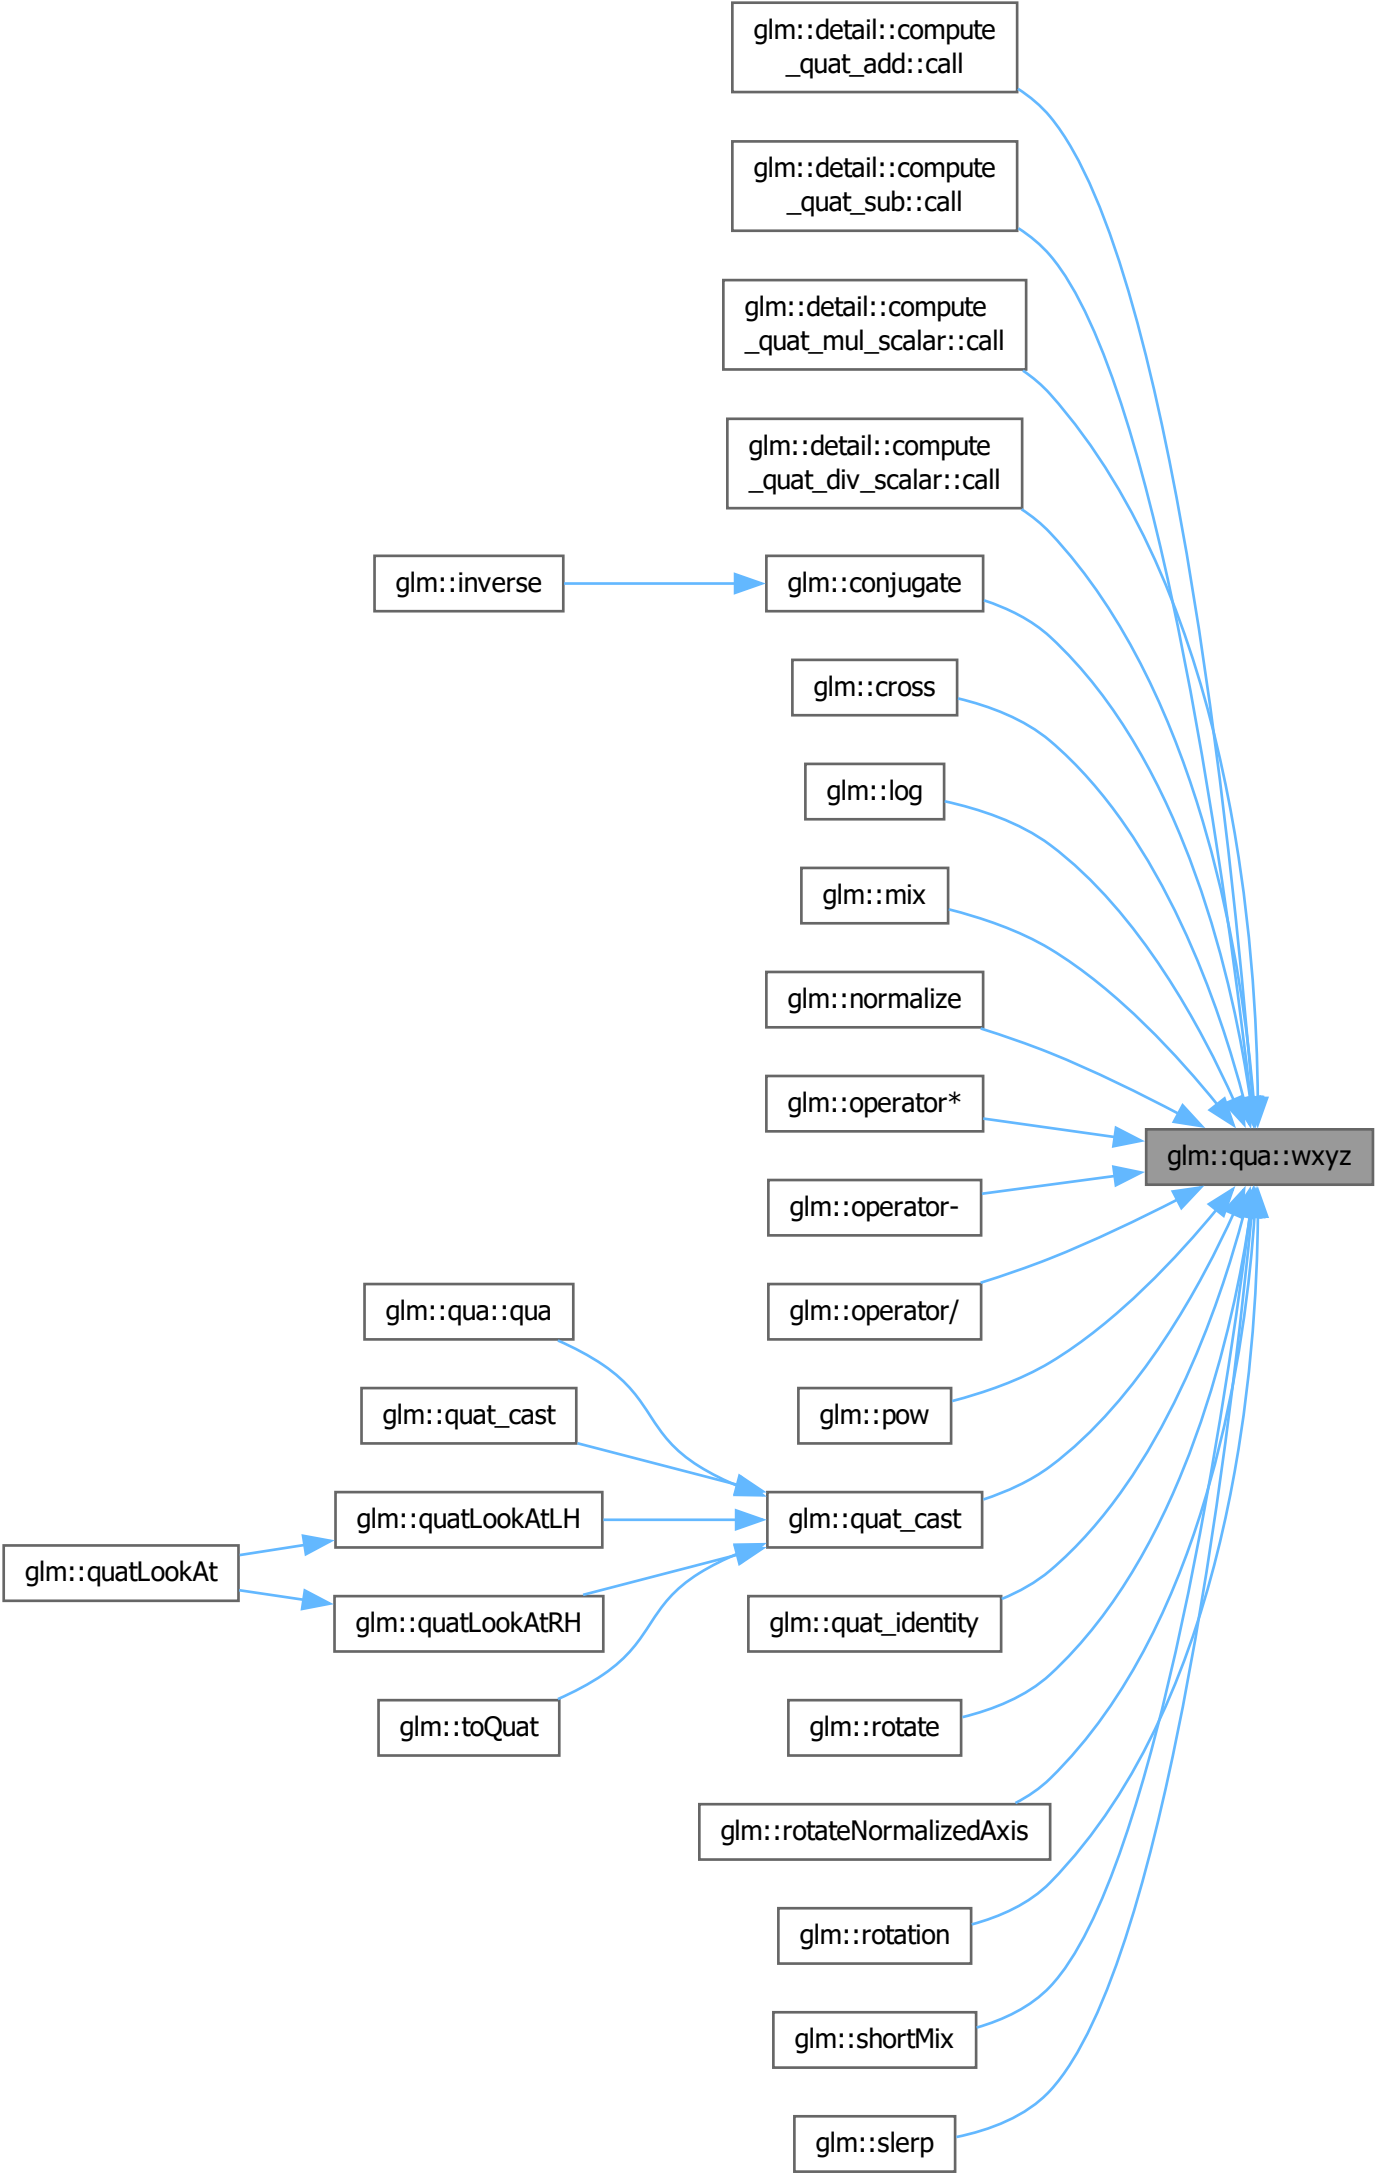 glm::detail::compute
_quat_add::call
glm::detail::compute
_quat_sub::call
glm::detail::compute
_quat_mul_scalar::call
glm::detail::compute
_quat_div_scalar::call
glm::inverse
glm::conjugate
glm::cross
glm::log
glm::mix
glm::normalize
glm::operator*
glm::qua::wxyz
glm::operator-
glm::qua::qua
glm::operator/
glm::quat_cast
glm::pow
glm::quatLookAtLH
glm::quat_cast
glm::quatLookAt
glm::quatLookAtRH
glm::quat_identity
glm::toQuat
glm::rotate
glm::rotateNormalizedAxis
glm::rotation
glm::shortMix
glm::slerp